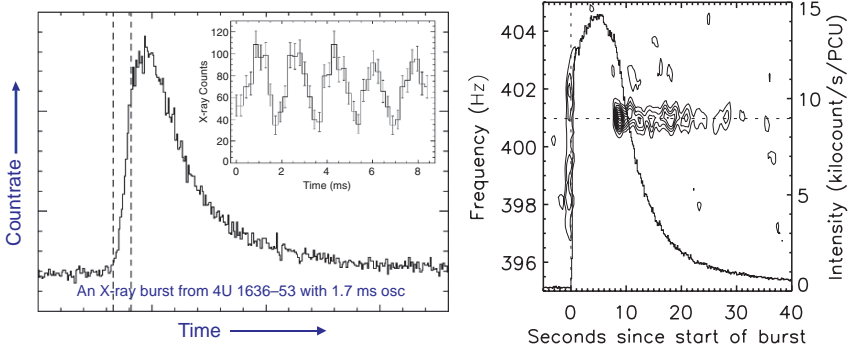 Countrate
X-ray Counts
120
100
80
60
40
20
0
0 2 4 6 8
Time (ms)
An X-ray burst from 4U 1636–53 with 1.7 ms osc
Time
Frequency (Hz)
404
402
400
398
396
0 10 20 30 40
Seconds since start of burst
15
10
5
0
Intensity (kilocount/s/PCU)